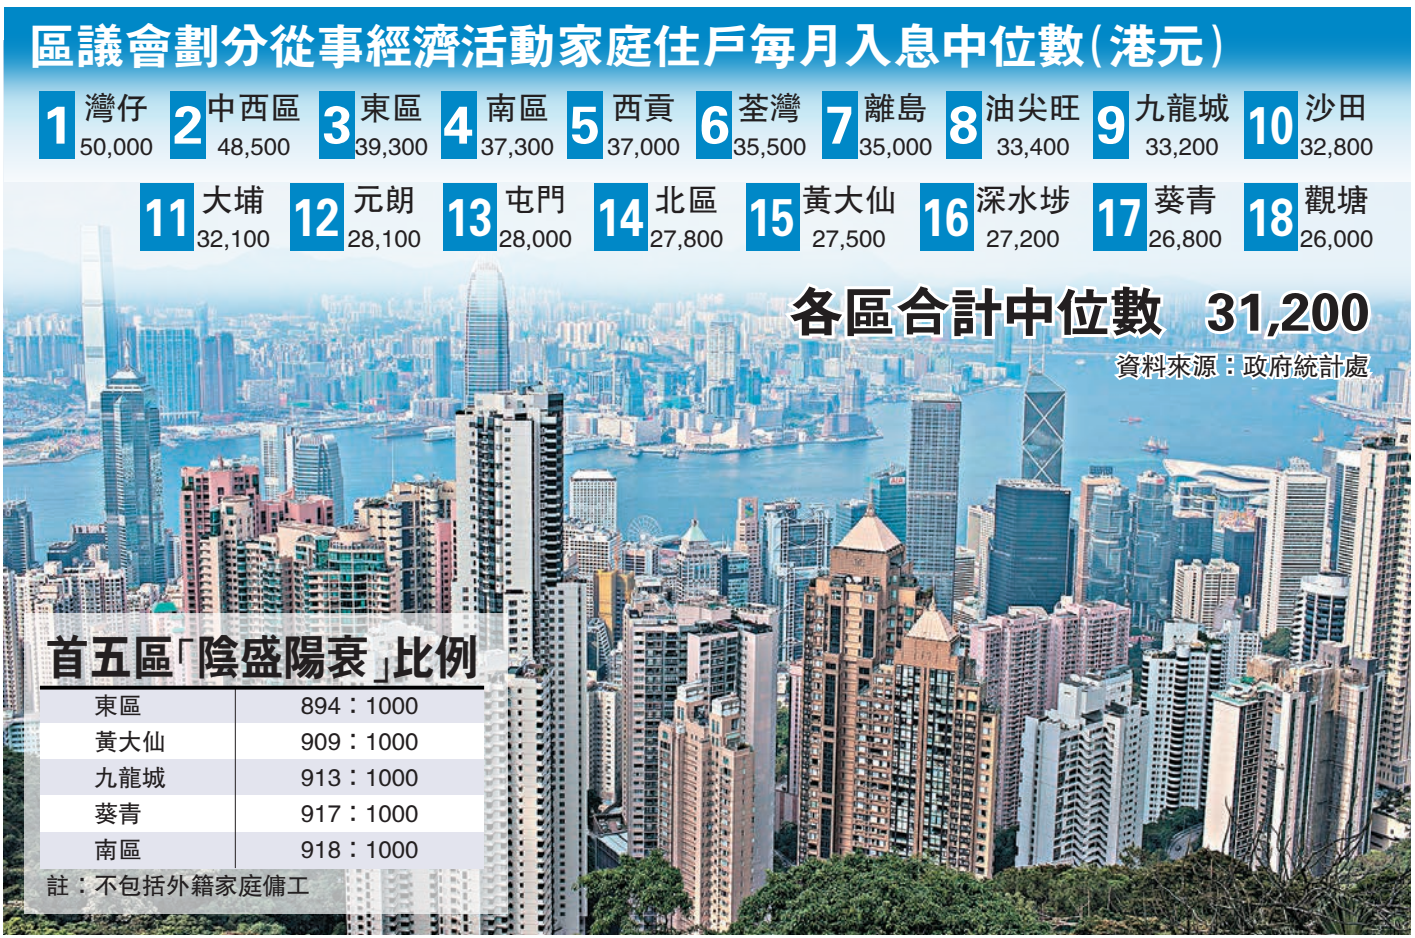 區議會劃分從事經濟活動家庭住戶每月入息中位數(港元)
1 灣仔 50,000
2 中西區 48,500
3 東區 39,300
4 南區 37,300
5 西貢 37,000
6 荃灣 35,500
7 離島 35,000
8 油尖旺 33,400
9 九龍城 33,200
10 沙田 32,800
11 大埔 32,100
12 元朗 28,100
13 屯門 28,000
14 北區 27,800
15 黃大仙 27,500
16 深水埗 27,200
17 葵青 26,800
18 觀塘 26,000
各區合計中位數 31,200
資料來源：政府統計處
AIA
首五區「陰盛陽衰」比例
東區 894：1000
黃大仙 909：1000
九龍城 913：1000
葵青 917：1000
南區 918：1000
註：不包括外籍家庭傭工